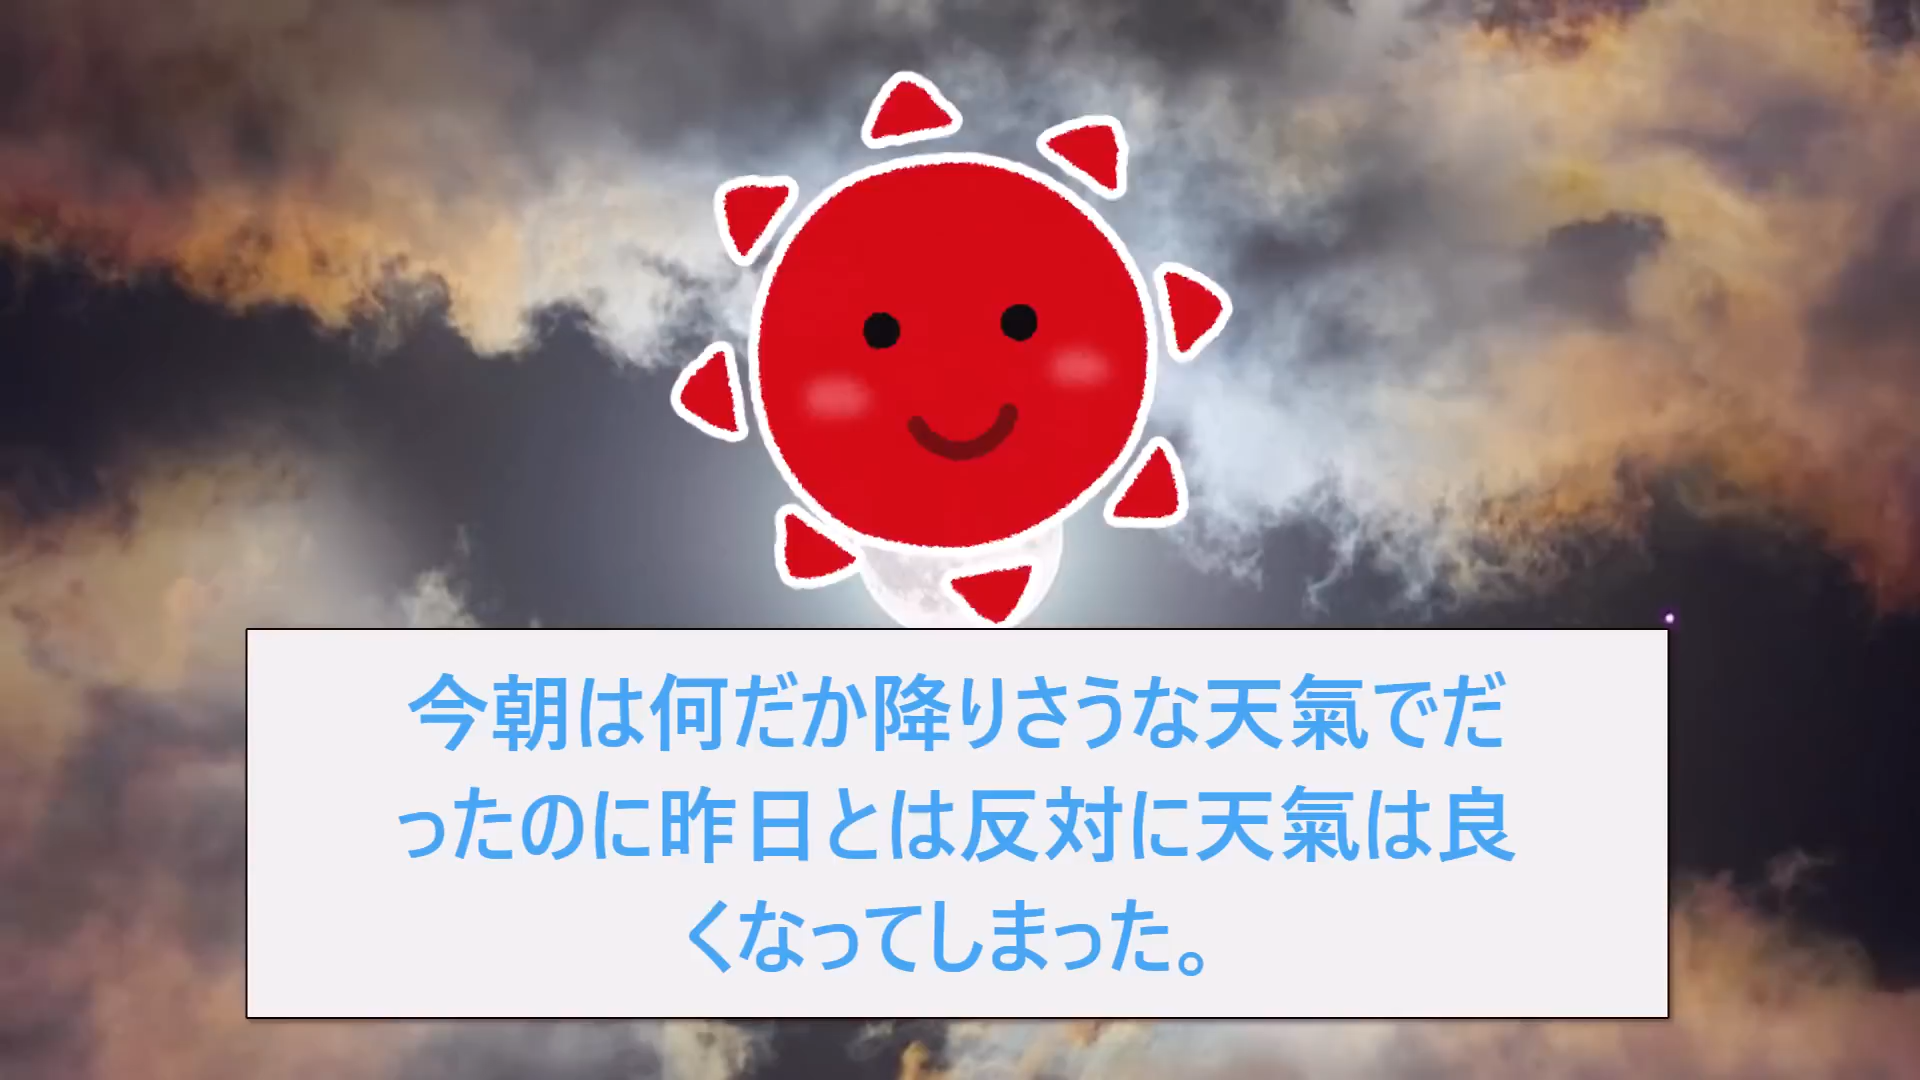 今朝は何だか降りさうな天氣でだ
ったのに昨日とは反対に天氣は良
くなってしまった。